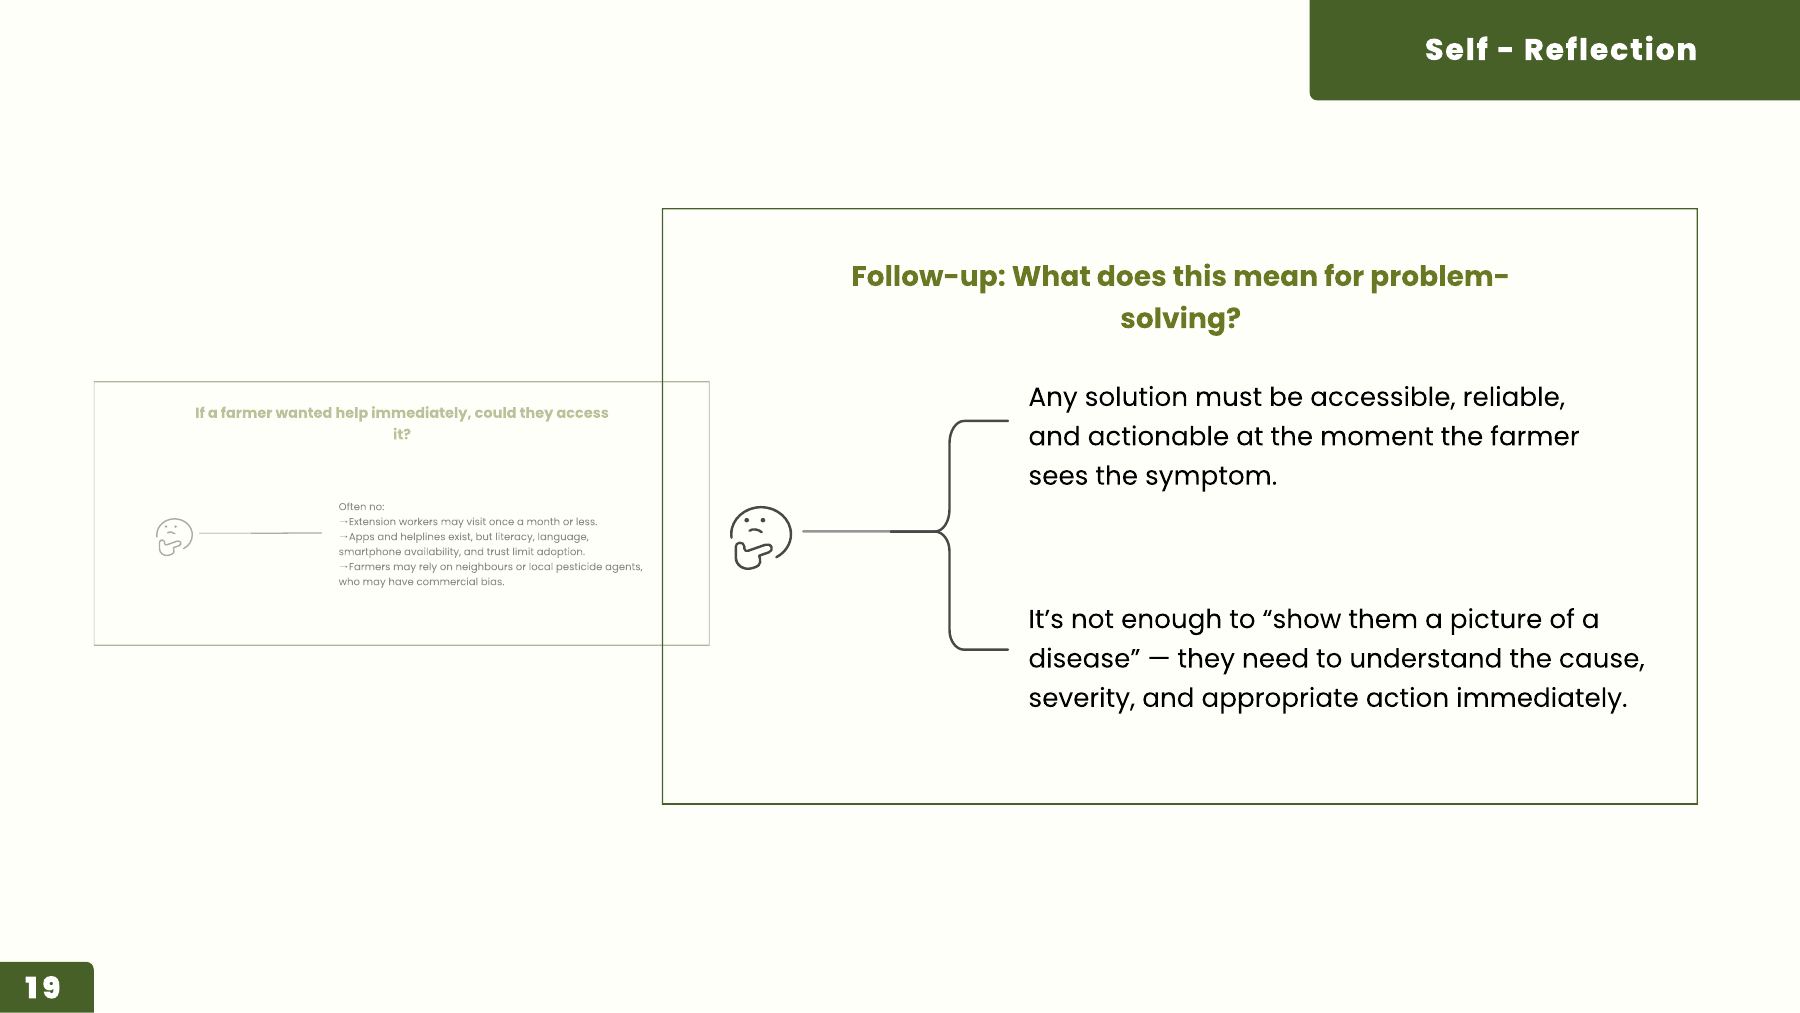 Self - Reflection
If a farmer wanted help immediately, could they access
it?
Often no:
→Extension workers may visit once a month or less.
→Apps and helplines exist, but literacy, language,
smartphone availability, and trust limit adoption.
→Farmers may rely on neighbours or local pesticide agents,
who may have commercial bias.
Follow-up: What does this mean for problem-
solving?
Any solution must be accessible, reliable,
and actionable at the moment the farmer
sees the symptom.
It’s not enough to “show them a picture of a
disease” — they need to understand the cause,
severity, and appropriate action immediately.
19